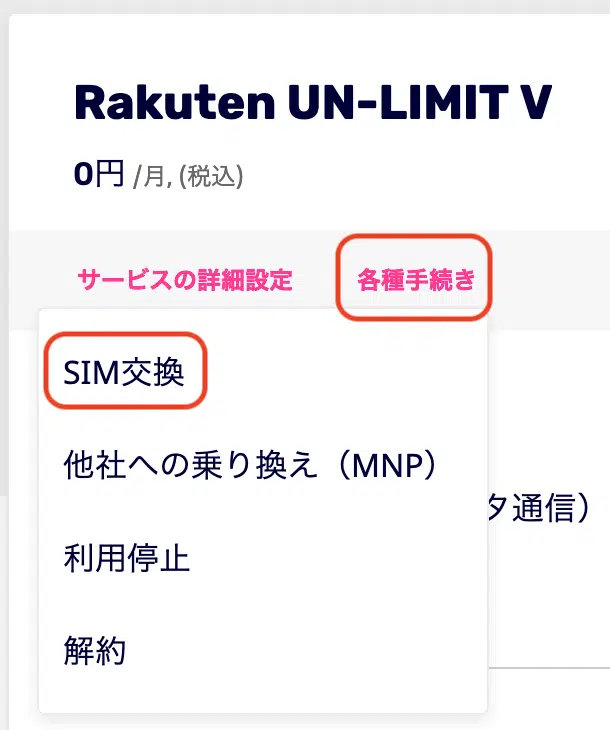 Rakuten UN-LIMIT V
0円 /月, (税込)
サービスの詳細設定 各種手続き
SIM交換
他社への乗り換え（MNP）
タ通信）
利用停止
解約